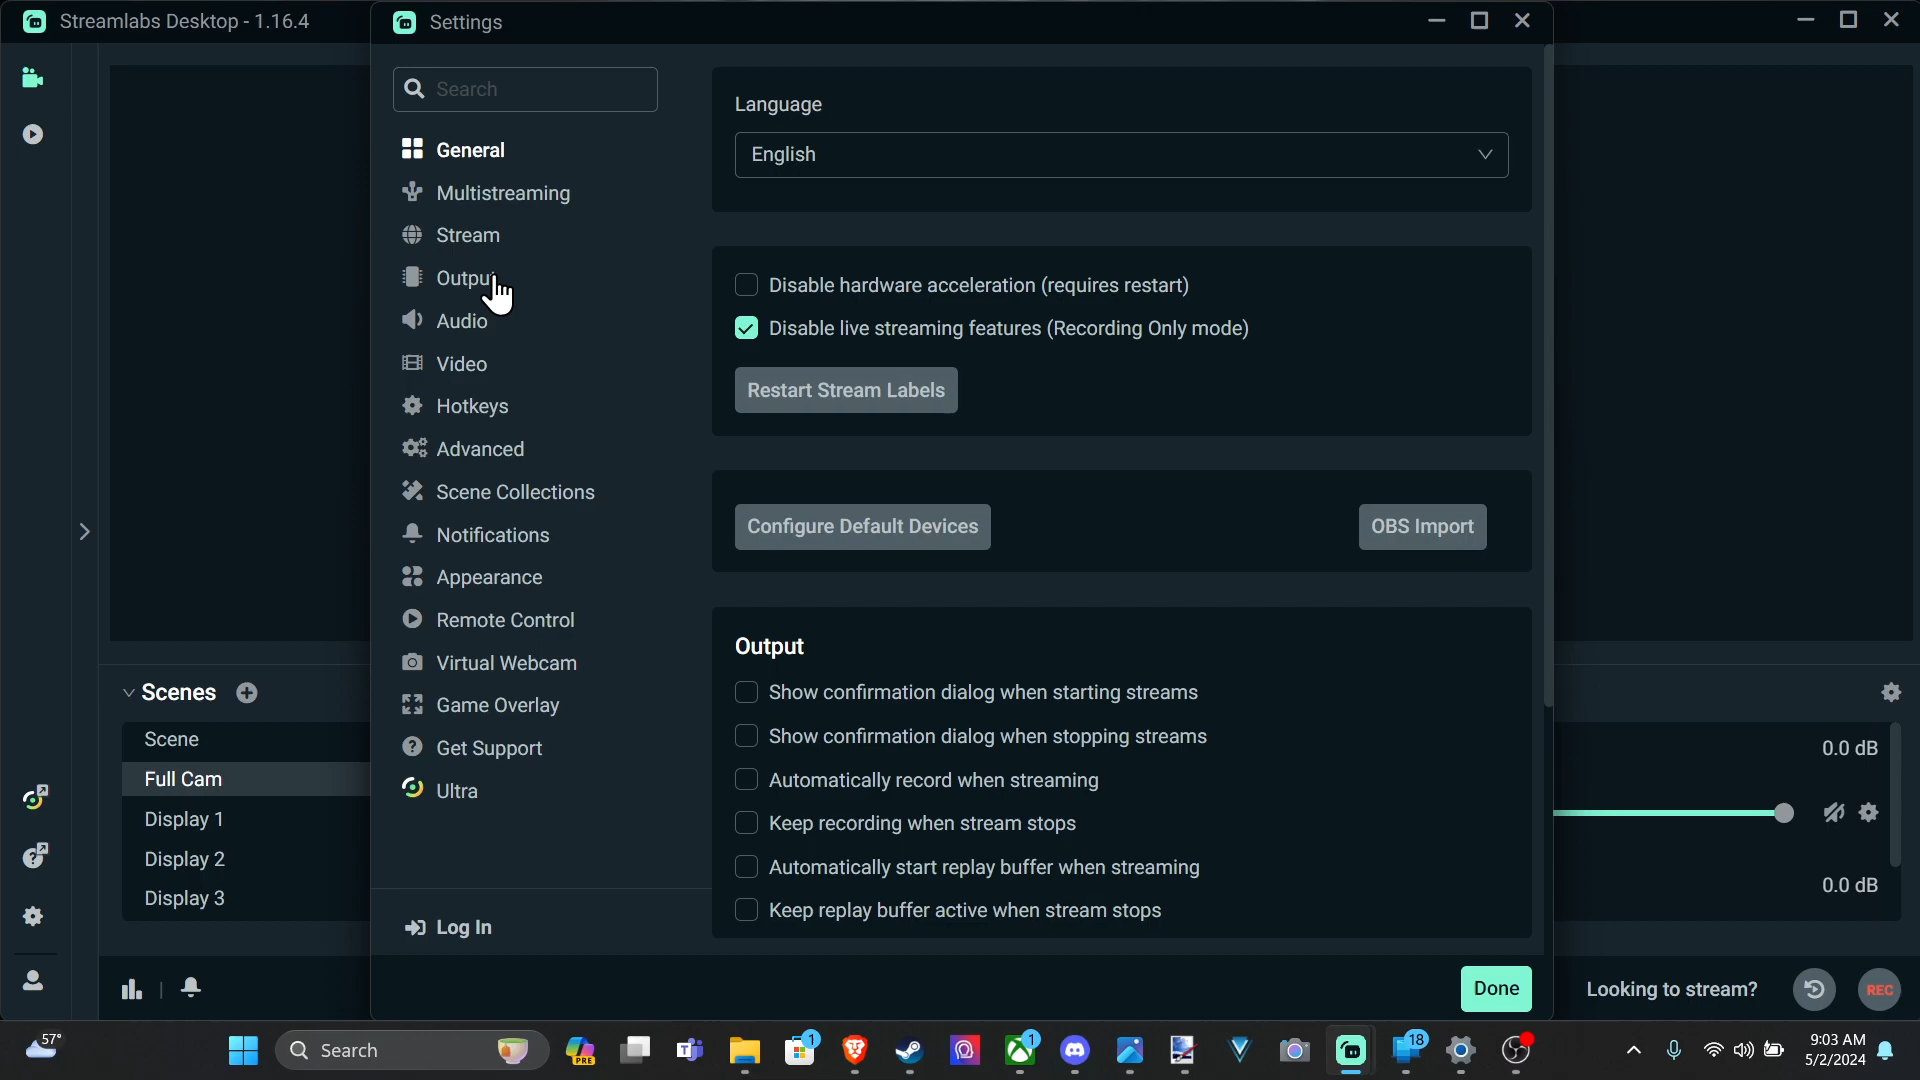 Streamlabs Desktop - 1.16.4
Settings
Search
General
Multistreaming
Stream
Output
Audio
Video
Hotkeys
Advanced
Scene Collections
Notifications
Appearance
Remote Control
Virtual Webcam
Game Overlay
Get Support
Ultra
Log In
Language
English
Disable hardware acceleration (requires restart)
Disable live streaming features (Recording Only mode)
Restart Stream Labels
Configure Default Devices
OBS Import
Output
Show confirmation dialog when starting streams
Show confirmation dialog when stopping streams
Automatically record when streaming
Keep recording when stream stops
Automatically start replay buffer when streaming
Keep replay buffer active when stream stops
Done
Scenes
Scene
Full Cam
Display 1
Display 2
Display 3
0.0 dB
0.0 dB
Looking to stream?
REC
57°
Search
PRE
1
1
18
9:03 AM
5/2/2024